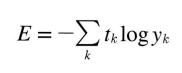 E = −∑ₖ tₖ log yₖ